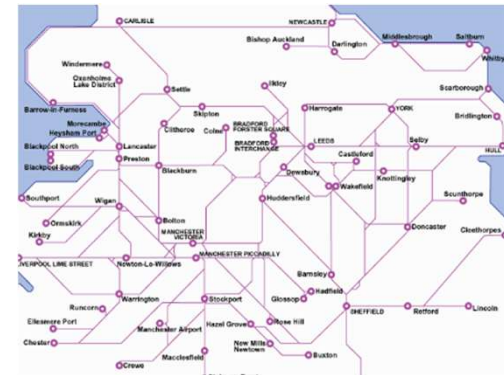 CARLISLE
NEWCASTLE
Bishop Auckland
Middlesbrough
Saltburn
Darlington
Whitby
Windermere
Oxenholme
Lake District
Settle
Ilkley
Scarborough
Barrow-in-Furness
Skipton
Harrogate
YORK
Morecambe
Heysham Port
Clitheroe
Colne
BRADFORD
FORSTER SQUARE
Bridlington
Blackpool North
Lancaster
BRADFORD
INTERCHANGE
LEEDS
Selby
HULL
Preston
Castleford
Blackpool South
Blackburn
Dewsbury
Knottingley
Wakefield
Southport
Wigan
Huddersfield
Scunthorpe
Ormskirk
Bolton
Kirkby
MANCHESTER
VICTORIA
Doncaster
Cleethorpes
LIVERPOOL LIME STREET
Newton-Le-Willows
MANCHESTER PICCADILLY
Barnsley
Warrington
Stockport
Glossop
Hadfield
Runcorn
SHEFFIELD
Retford
Lincoln
Ellesmere Port
Manchester Airport
Hazel Grove
Rose Hill
Chester
New Mills
Newtown
Macclesfield
Buxton
Crewe